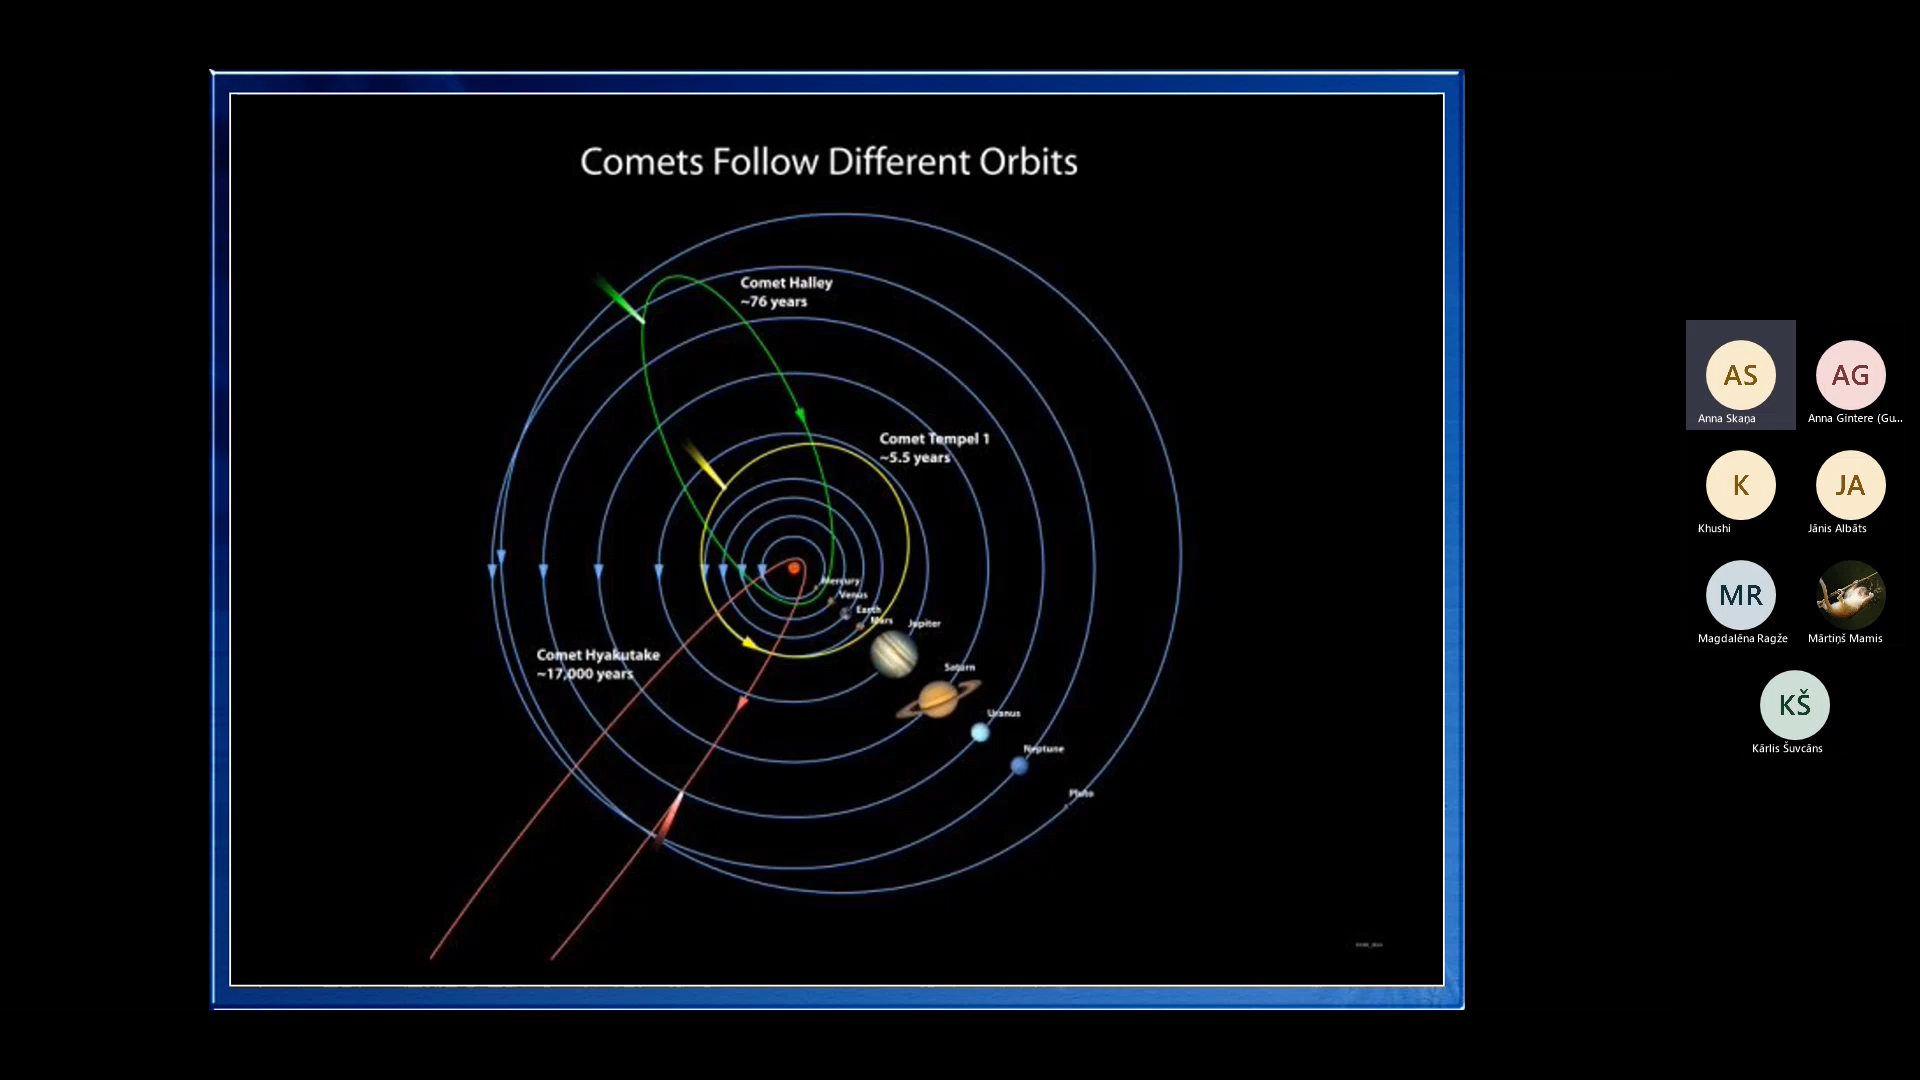 Comets Follow Different Orbits
Comet Halley
~76 years
Comet Tempel 1
~5.5 years
Mercury
Venus
Earth
Mars
Jupiter
Saturn
Uranus
Neptune
Pluto
Comet Hyakutake
~17,000 years
AS
Anna Skaņa
AG
Anna Gintere (Gu...
K
Khushi
JA
Jānis Albāts
MR
Magdalēna Ragže
Mārtiņš Mamis
KŠ
Kārlis Šuvcāns